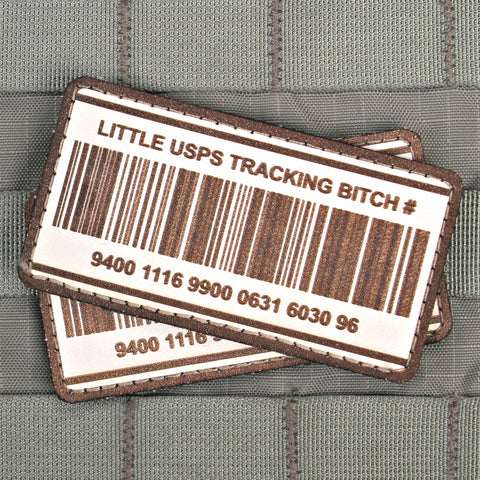 LITTLE USPS TRACKING BITCH #
9400 1116 9900 0631 6030 96
9400 1116